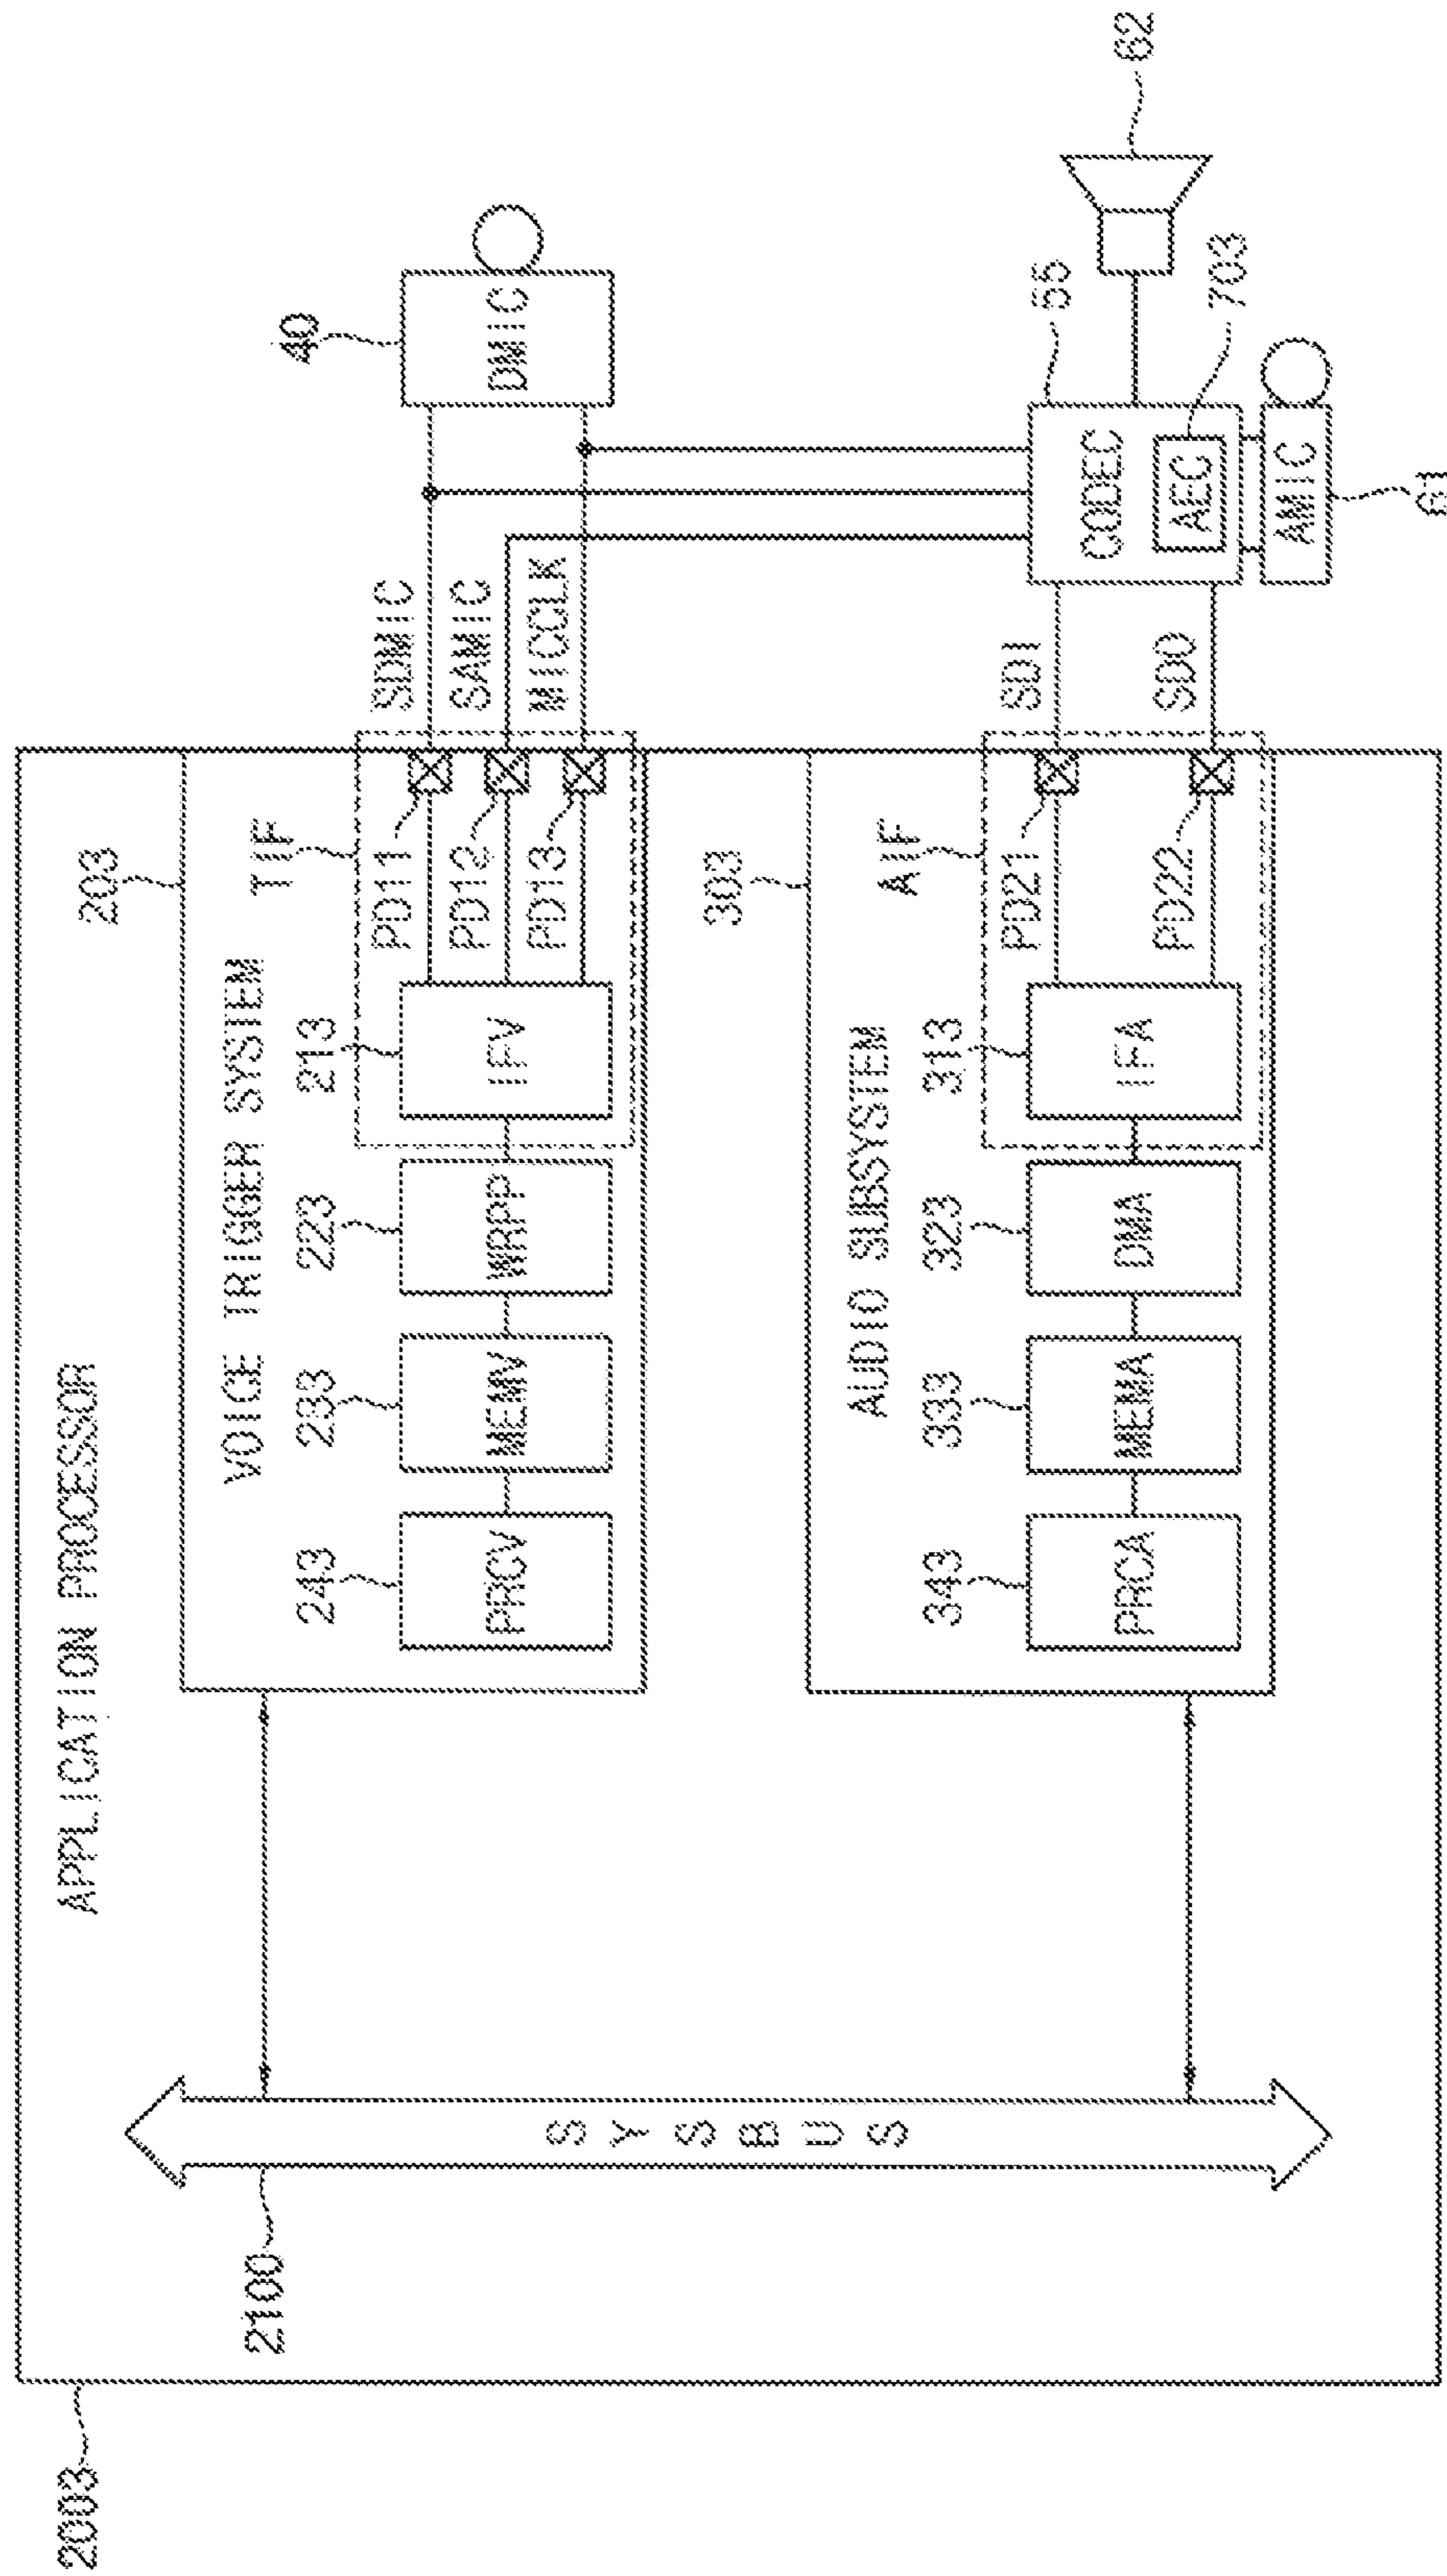 2003
APPLICATION PROCESSOR
2100
SYSBUS
203
VOICE TRIGGER SYSTEM
TIF
243
233
223
213
PRCV
MEMV
WRPP
IFV
PD11
PD12
PD13
SDMIC
SAMIC
MICCLK
40
DMIC
303
AUDIO SUBSYSTEM
AIF
343
333
323
313
PRCA
MEMA
DMA
IFA
PD21
PD22
SDI
SDO
55
CODEC
AEC
703
AMIC
61
62